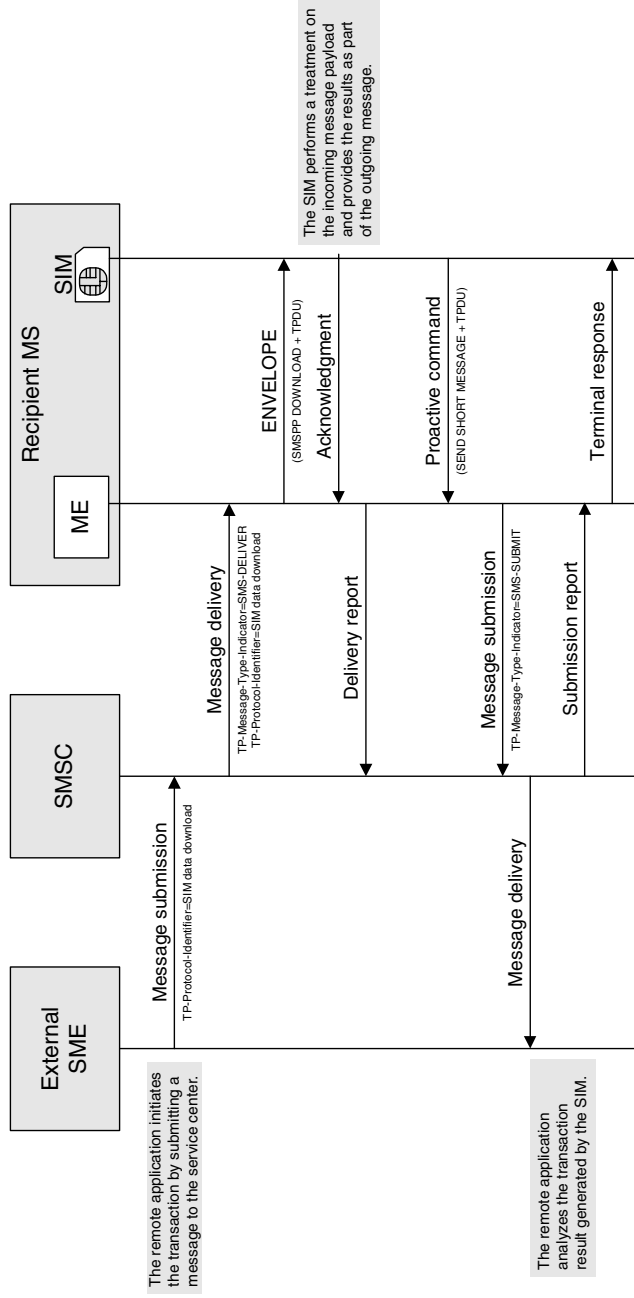 Recipient MS
External
SME
SMSC
ME
SIM
The remote application initiates
the transaction by submitting a
message to the service center.
Message submission
TP-Protocol-Identifier=SIM data download
Message delivery
TP-Message-Type-Indicator=SMS-DELIVER
TP-Protocol-Identifier=SIM data download
ENVELOPE
(SMSPP DOWNLOAD + TPDU)
Acknowledgment
The SIM performs a treatment on
the incoming message payload
and provides the results as part
of the outgoing message.
Delivery report
Proactive command
(SEND SHORT MESSAGE + TPDU)
Message submission
TP-Message-Type-Indicator=SMS-SUBMIT
Message delivery
The remote application
analyzes the transaction
result generated by the SIM.
Submission report
Terminal response